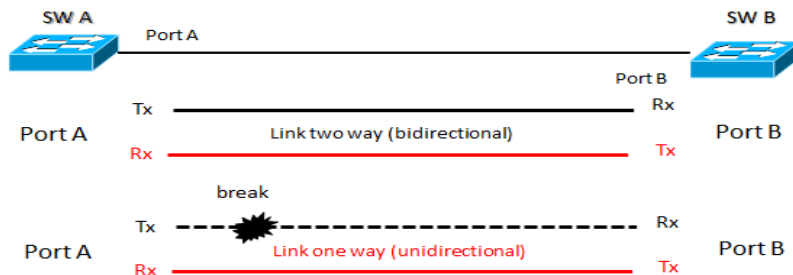 SW A
SW B
Port A
Port B
Tx
Rx
Port A
Link two way (bidirectional)
Port B
Rx
Tx
break
Tx
Rx
Port A
Link one way (unidirectional)
Port B
Rx
Tx